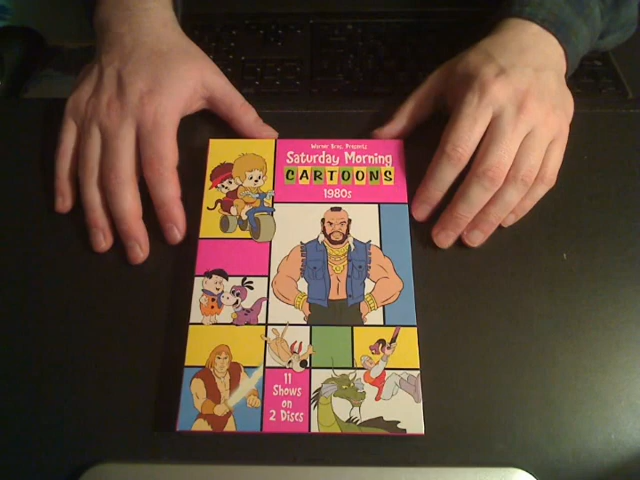 Warner Bros. Presents
Saturday Morning
CARTOONS
1980s
11
Shows
on
2 Discs